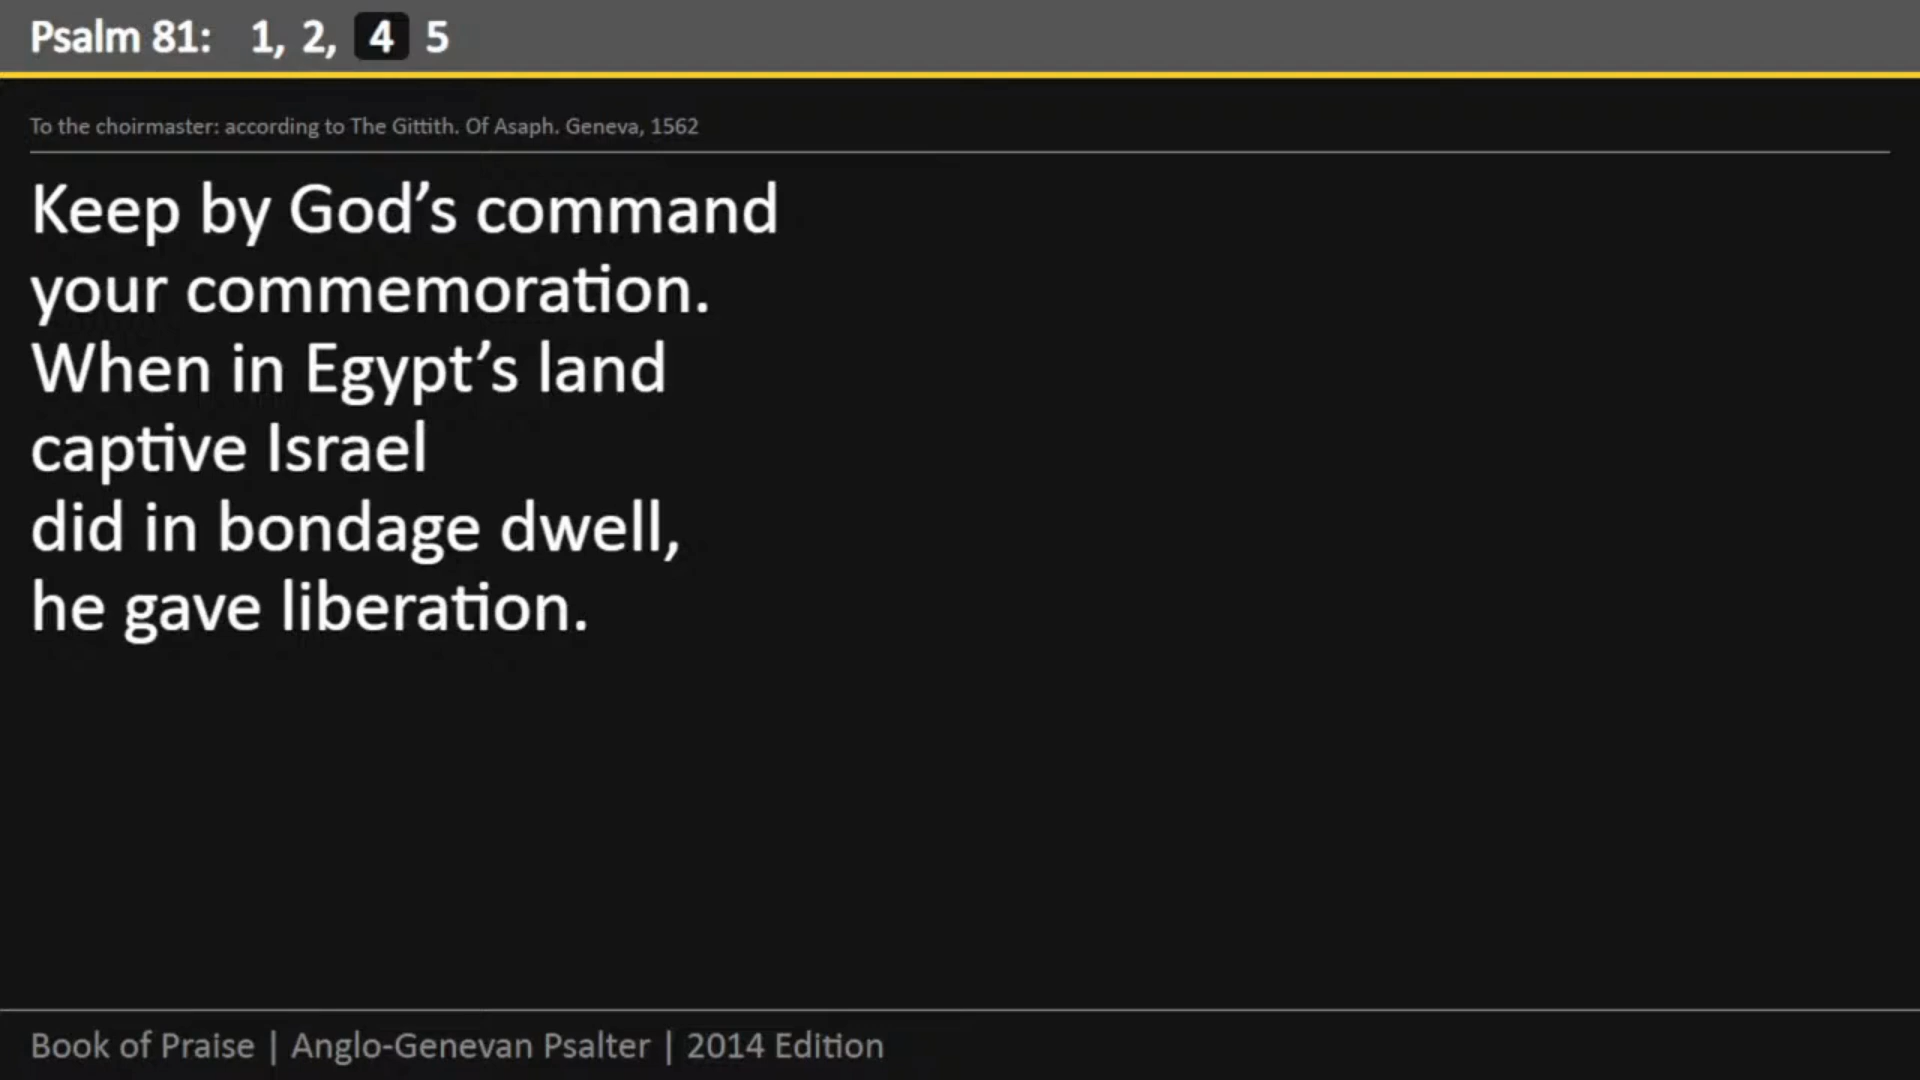 Psalm 81: 1, 2, 4 5
To the choirmaster: according to The Gittith. Of Asaph. Geneva, 1562
Keep by God’s command
your commemoration.
When in Egypt’s land
captive Israel
did in bondage dwell,
he gave liberation.
Book of Praise | Anglo-Genevan Psalter | 2014 Edition